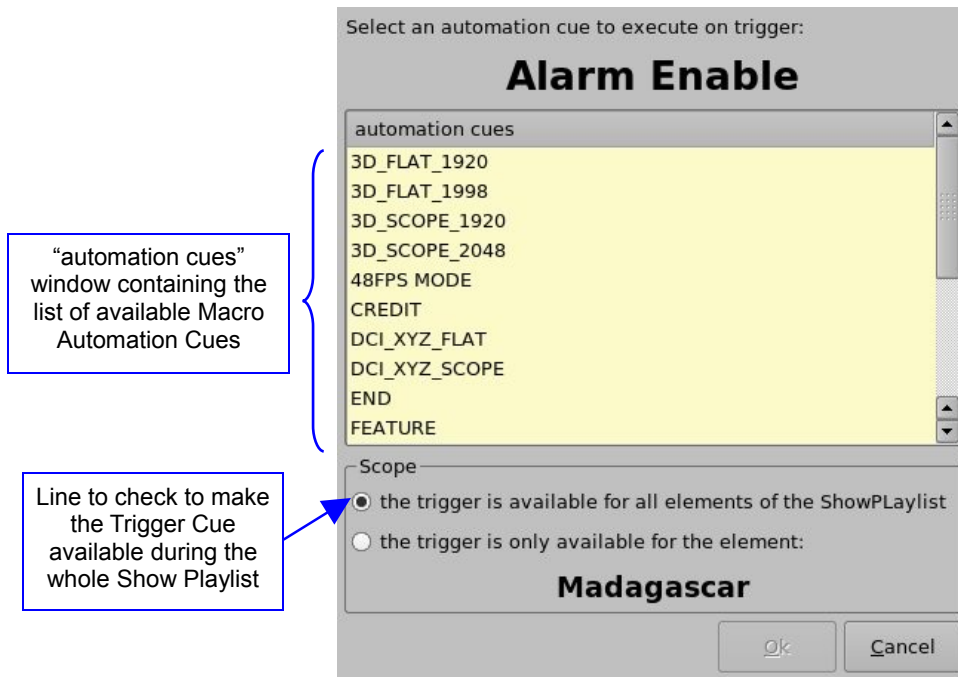 Select an automation cue to execute on trigger:
Alarm Enable
automation cues
3D_FLAT_1920
3D_FLAT_1998
3D_SCOPE_1920
3D_SCOPE_2048
48FPS MODE
CREDIT
DCI_XYZ_FLAT
DCI_XYZ_SCOPE
END
FEATURE
“automation cues”
window containing the
list of available Macro
Automation Cues
Scope
the trigger is available for all elements of the ShowPLaylist
the trigger is only available for the element:
Madagascar
Line to check to make
the Trigger Cue
available during the
whole Show Playlist
Ok
Cancel